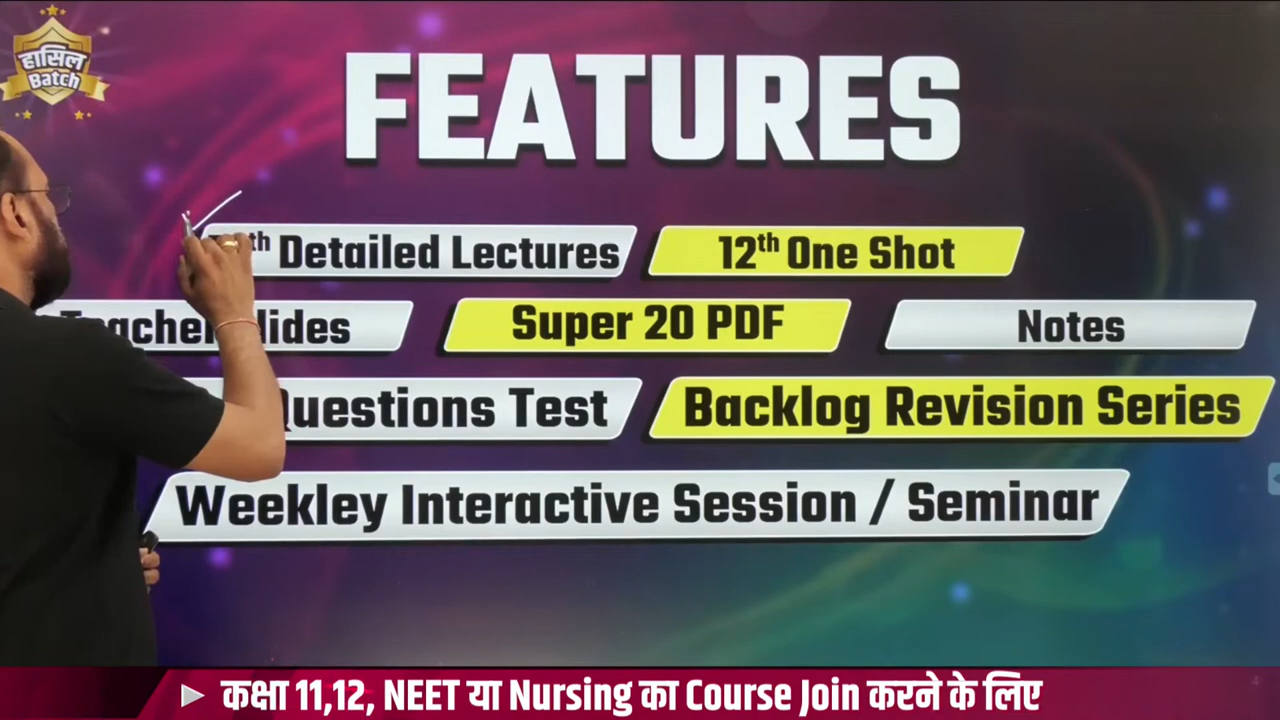 हासिल
Batch
FEATURES
th Detailed Lectures
12th One Shot
Super 20 PDF
Notes
Questions Test
Backlog Revision Series
Weekley Interactive Session / Seminar
कक्षा 11,12, NEET या Nursing का Course Join करने के लिए